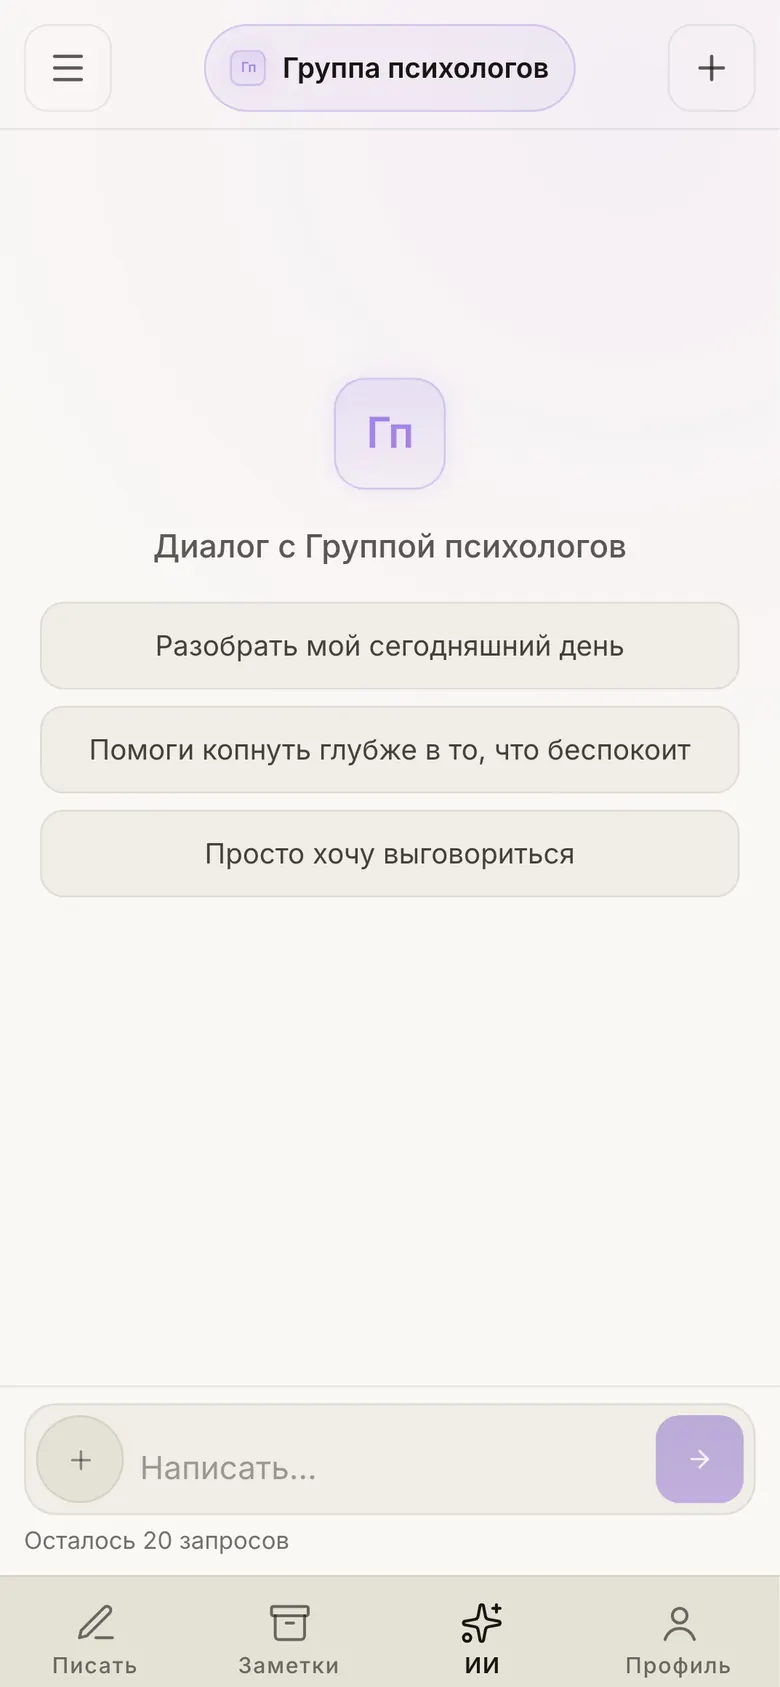 Гп Группа психологов
Гп
Диалог с Группой психологов
Разобрать мой сегодняшний день
Помоги копнуть глубже в то, что беспокоит
Просто хочу выговориться
Написать...
Осталось 20 запросов
Писать Заметки ИИ Профиль